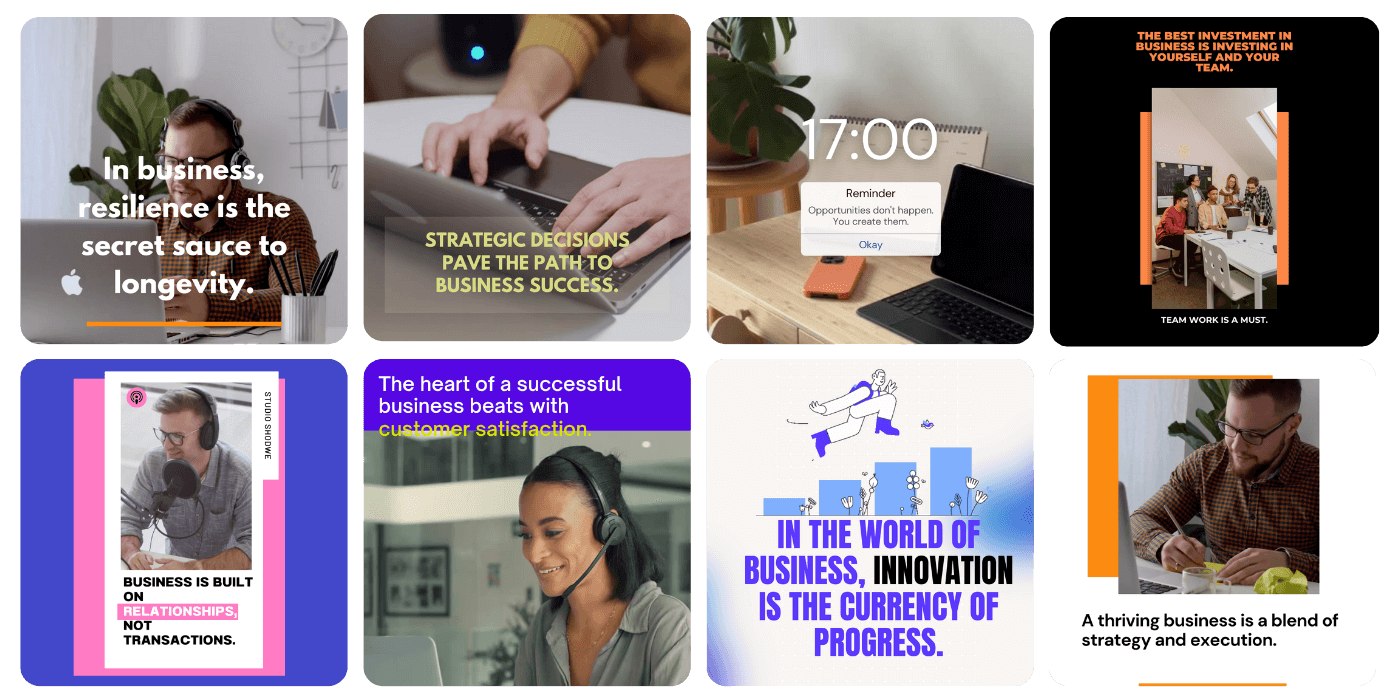 In business,
resilience is the
secret sauce to
longevity.
STRATEGIC DECISIONS
PAVE THE PATH TO
BUSINESS SUCCESS.
17:00
Reminder
Opportunities don't happen.
You create them.
Okay
THE BEST INVESTMENT IN
BUSINESS IS INVESTING IN
YOURSELF AND YOUR
TEAM.
TEAM WORK IS A MUST.
STUDIO SHODWE
BUSINESS IS BUILT
ON
RELATIONSHIPS,
NOT
TRANSACTIONS.
The heart of a successful
business beats with
customer satisfaction.
IN THE WORLD OF
BUSINESS, INNOVATION
IS THE CURRENCY OF
PROGRESS.
A thriving business is a blend of
strategy and execution.